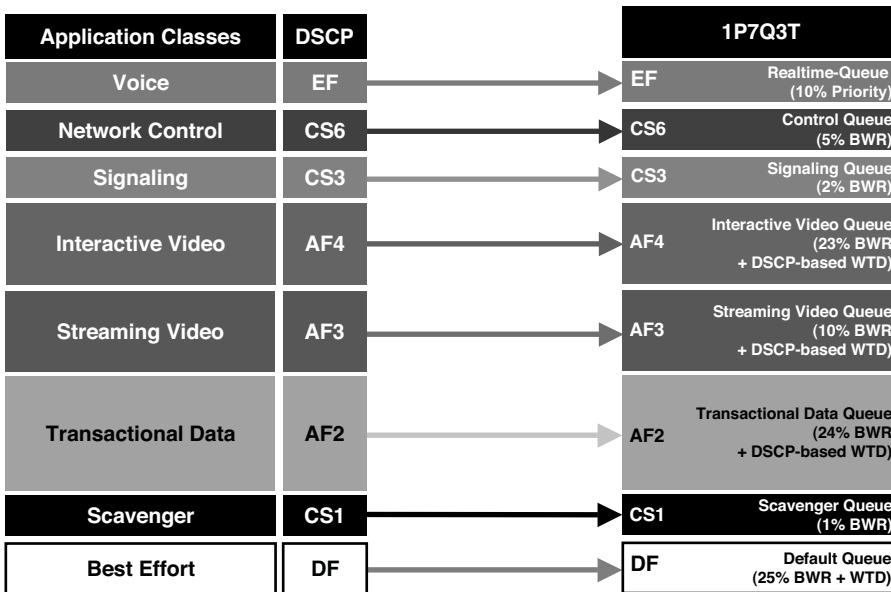 Application Classes DSCP 1P7Q3T
Voice EF EF Realtime-Queue
(10% Priority)
Network Control CS6 CS6 Control Queue
(5% BWR)
Signaling CS3 CS3 Signaling Queue
(2% BWR)
Interactive Video AF4 AF4 Interactive Video Queue
(23% BWR
+ DSCP-based WTD)
Streaming Video AF3 AF3 Streaming Video Queue
(10% BWR
+ DSCP-based WTD)
Transactional Data AF2 AF2 Transactional Data Queue
(24% BWR
+ DSCP-based WTD)
Scavenger CS1 CS1 Scavenger Queue
(1% BWR)
Best Effort DF DF Default Queue
(25% BWR + WTD)